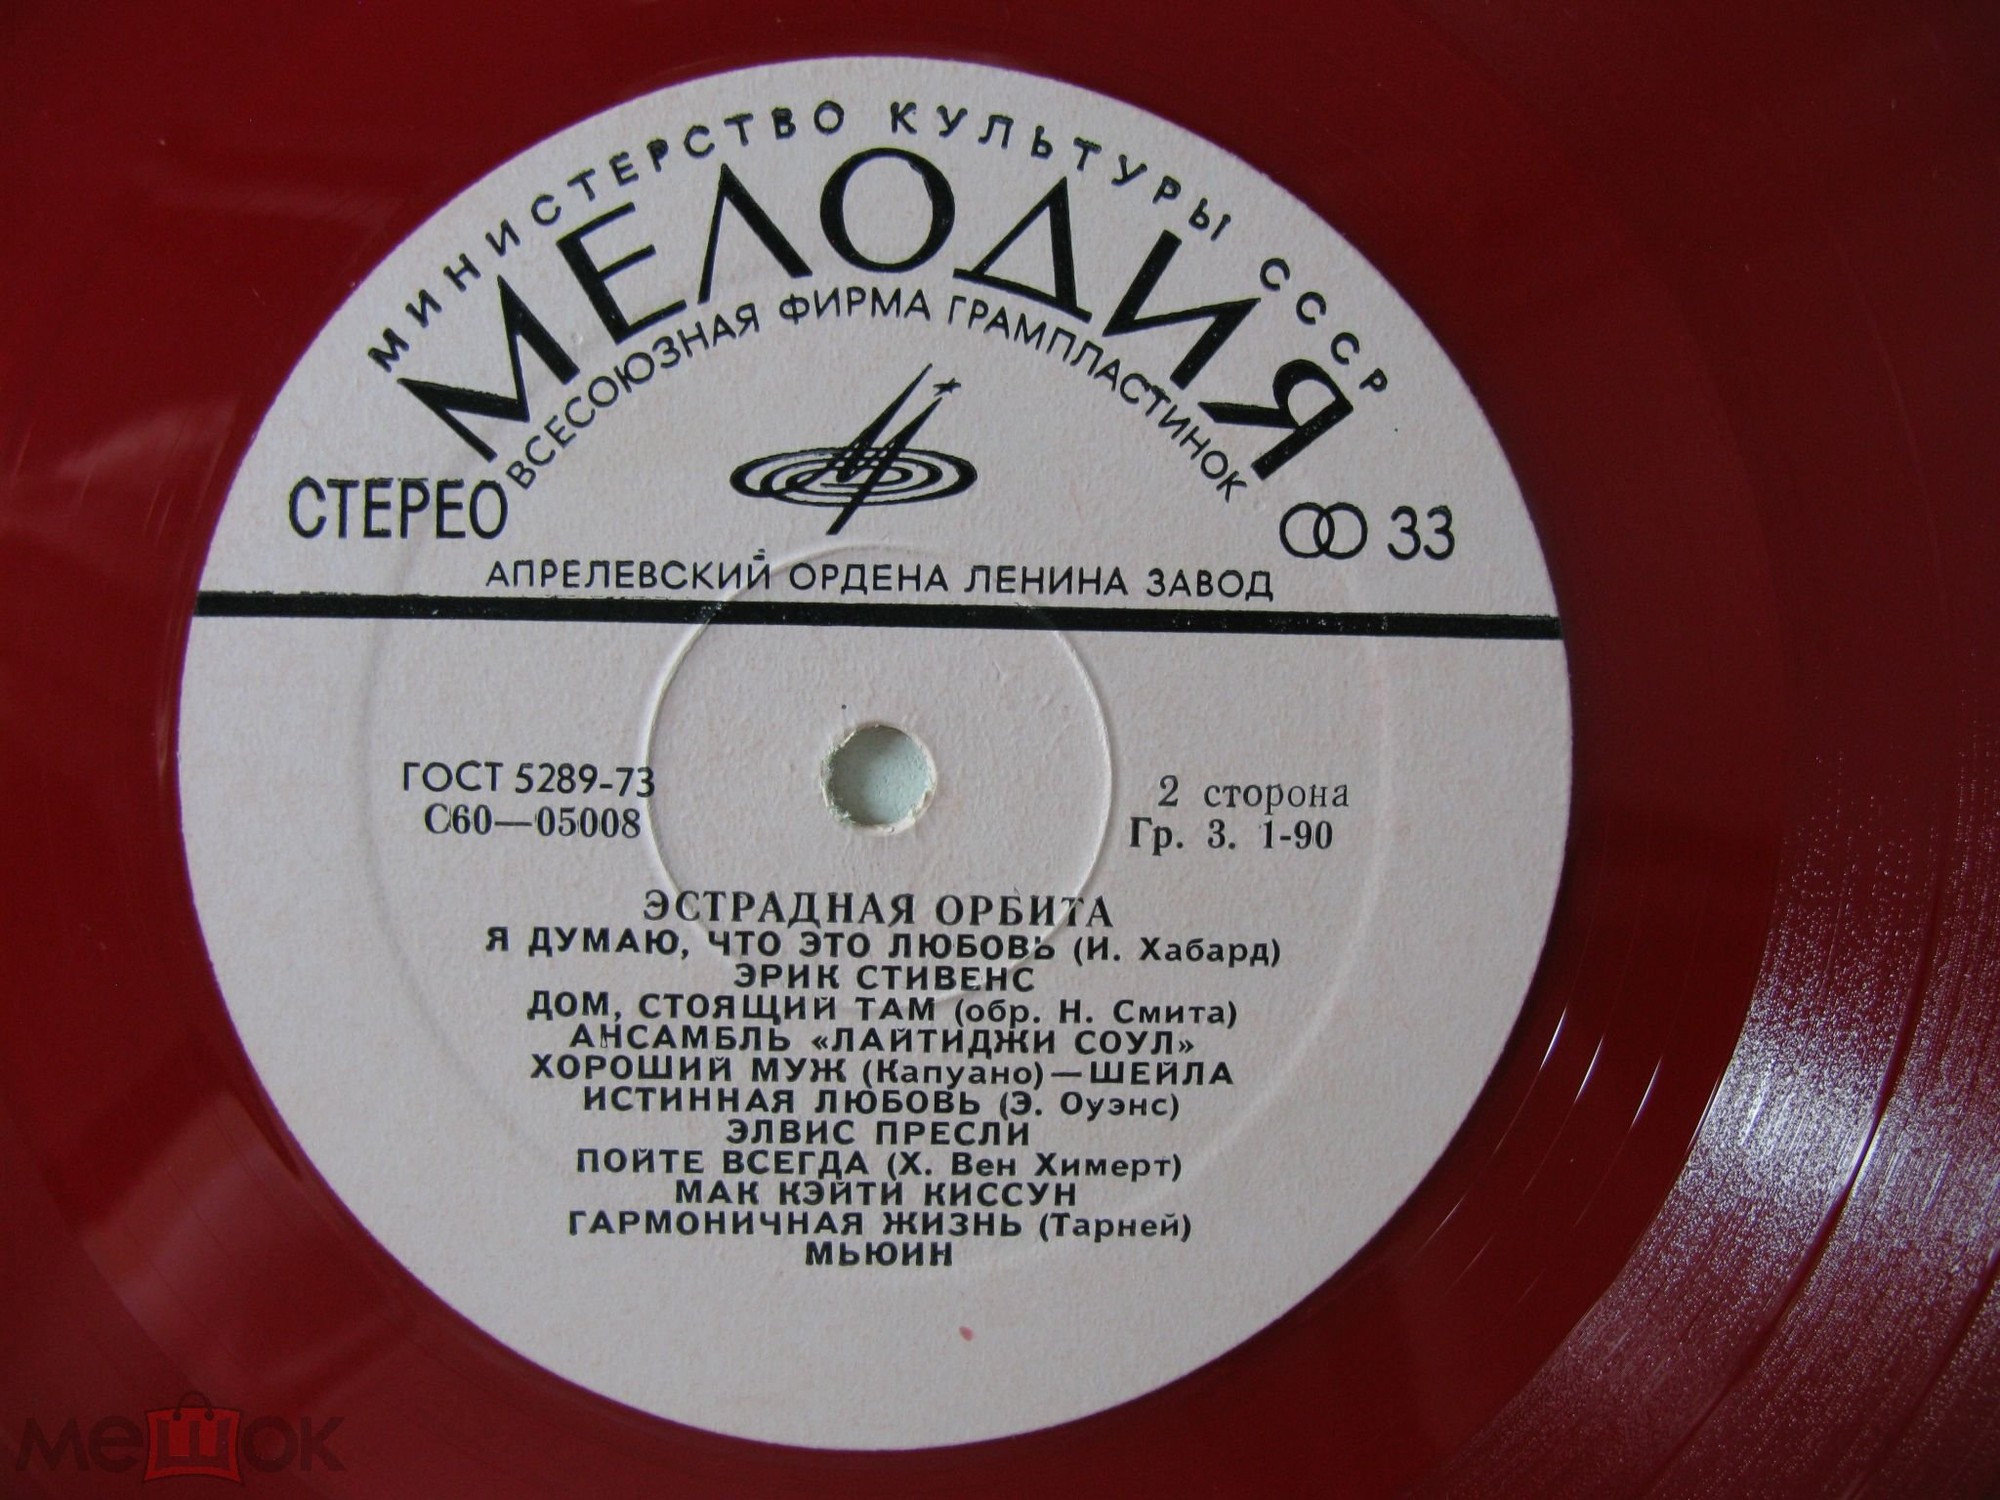 МИНИСТЕРСТВО КУЛЬТУРЫ СССР
МЕЛОДИЯ
ВСЕСОЮЗНАЯ ФИРМА ГРАМПЛАСТИНОК
СТЕРЕО
33
АПРЕЛЕВСКИЙ ОРДЕНА ЛЕНИНА ЗАВОД
ГОСТ 5289-73
С60—05008
2 сторона
Гр. 3. 1-90
ЭСТРАДНАЯ ОРБИТА
Я ДУМАЮ, ЧТО ЭТО ЛЮБОВЬ (И. Хабард)
ЭРИК СТИВЕНС
ДОМ, СТОЯЩИЙ ТАМ (обр. Н. Смита)
АНСАМБЛЬ «ЛАЙТИДЖИ СОУЛ»
ХОРОШИЙ МУЖ (Капуано)—ШЕЙЛА
ИСТИННАЯ ЛЮБОВЬ (Э. Оуэнс)
ЭЛВИС ПРЕСЛИ
ПОЙТЕ ВСЕГДА (Х. Вен Химерт)
МАК КЭЙТИ КИССУН
ГАРМОНИЧНАЯ ЖИЗНЬ (Тарней)
МЬЮИН
мешок